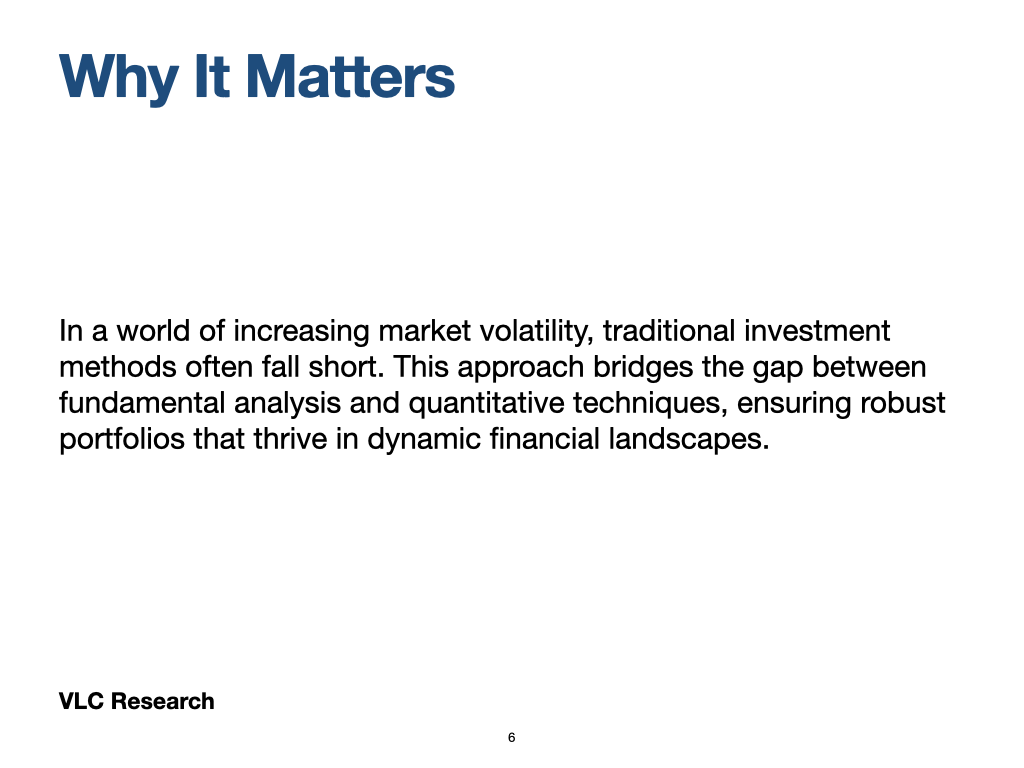 Why It Matters
In a world of increasing market volatility, traditional investment
methods often fall short. This approach bridges the gap between
fundamental analysis and quantitative techniques, ensuring robust
portfolios that thrive in dynamic financial landscapes.
VLC Research
6